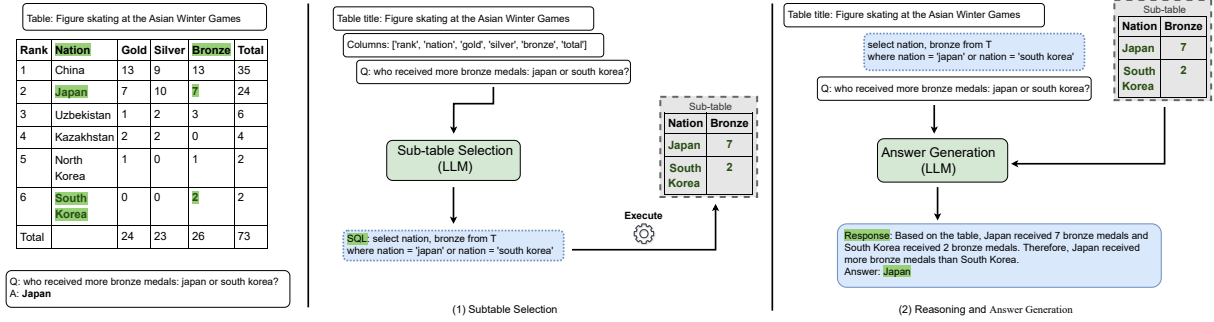 Table: Figure skating at the Asian Winter Games
Rank Nation Gold Silver Bronze Total
1 China 13 9 13 35
2 Japan 7 10 7 24
3 Uzbekistan 1 2 3 6
4 Kazakhstan 2 2 0 4
5 North Korea 1 0 1 2
6 South Korea 0 0 2 2
Total 24 23 26 73
Q: who received more bronze medals: japan or south korea?
A: Japan
Table title: Figure skating at the Asian Winter Games
Columns: ['rank', 'nation', 'gold', 'silver', 'bronze', 'total']
Q: who received more bronze medals: japan or south korea?
Sub-table Selection
(LLM)
SQL: select nation, bronze from T
where nation = 'japan' or nation = 'south korea'
Execute
Sub-table
Nation Bronze
Japan 7
South Korea 2
(1) Subtable Selection
Table title: Figure skating at the Asian Winter Games
select nation, bronze from T
where nation = 'japan' or nation = 'south korea'
Q: who received more bronze medals: japan or south korea?
Sub-table
Nation Bronze
Japan 7
South Korea 2
Answer Generation
(LLM)
Response: Based on the table, Japan received 7 bronze medals and
South Korea received 2 bronze medals. Therefore, Japan received
more bronze medals than South Korea.
Answer: Japan
(2) Reasoning and Answer Generation